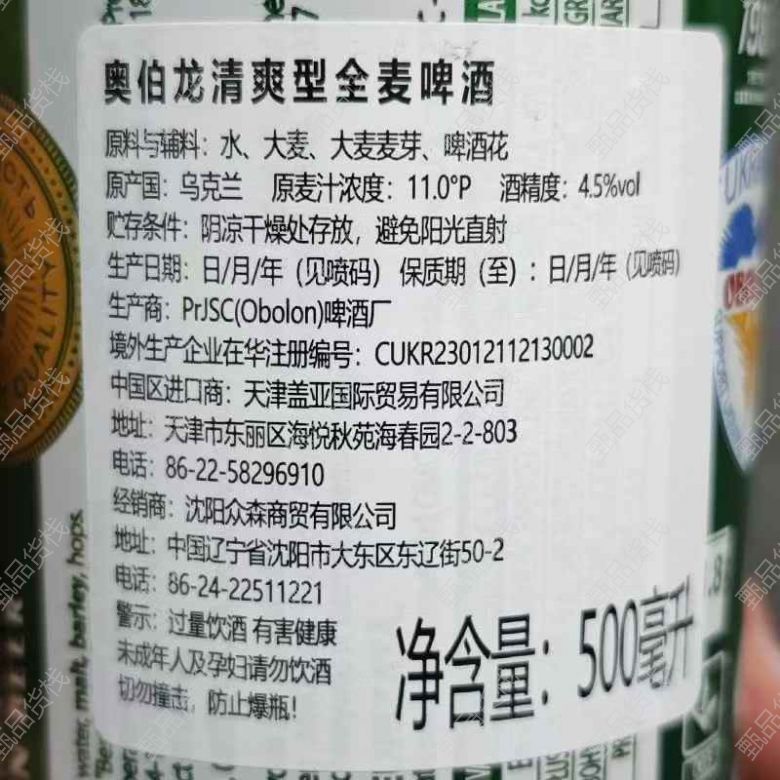 奥伯龙清爽型全麦啤酒
原料与辅料：水、大麦、大麦麦芽、啤酒花
原产国：乌克兰 原麦汁浓度：11.0°P 酒精度：4.5%vol
贮存条件：阴凉干燥处存放，避免阳光直射
生产日期：日/月/年（见喷码） 保质期（至）：日/月/年（见喷码）
生产商：PrJSC(Obolon)啤酒厂
境外生产企业在华注册编号：CUKR23012112130002
中国区进口商：天津盖亚国际贸易有限公司
地址：天津市东丽区海悦秋苑海春园2-2-803
电话：86-22-58296910
经销商：沈阳众森商贸有限公司
地址：中国辽宁省沈阳市大东区东辽街50-2
电话：86-24-22511221
警示：过量饮酒 有害健康
未成年人及孕妇请勿饮酒
切勿撞击，防止爆瓶！
净含量：500毫升
water, malt, barley, hops.
QUALITY
甄品货栈